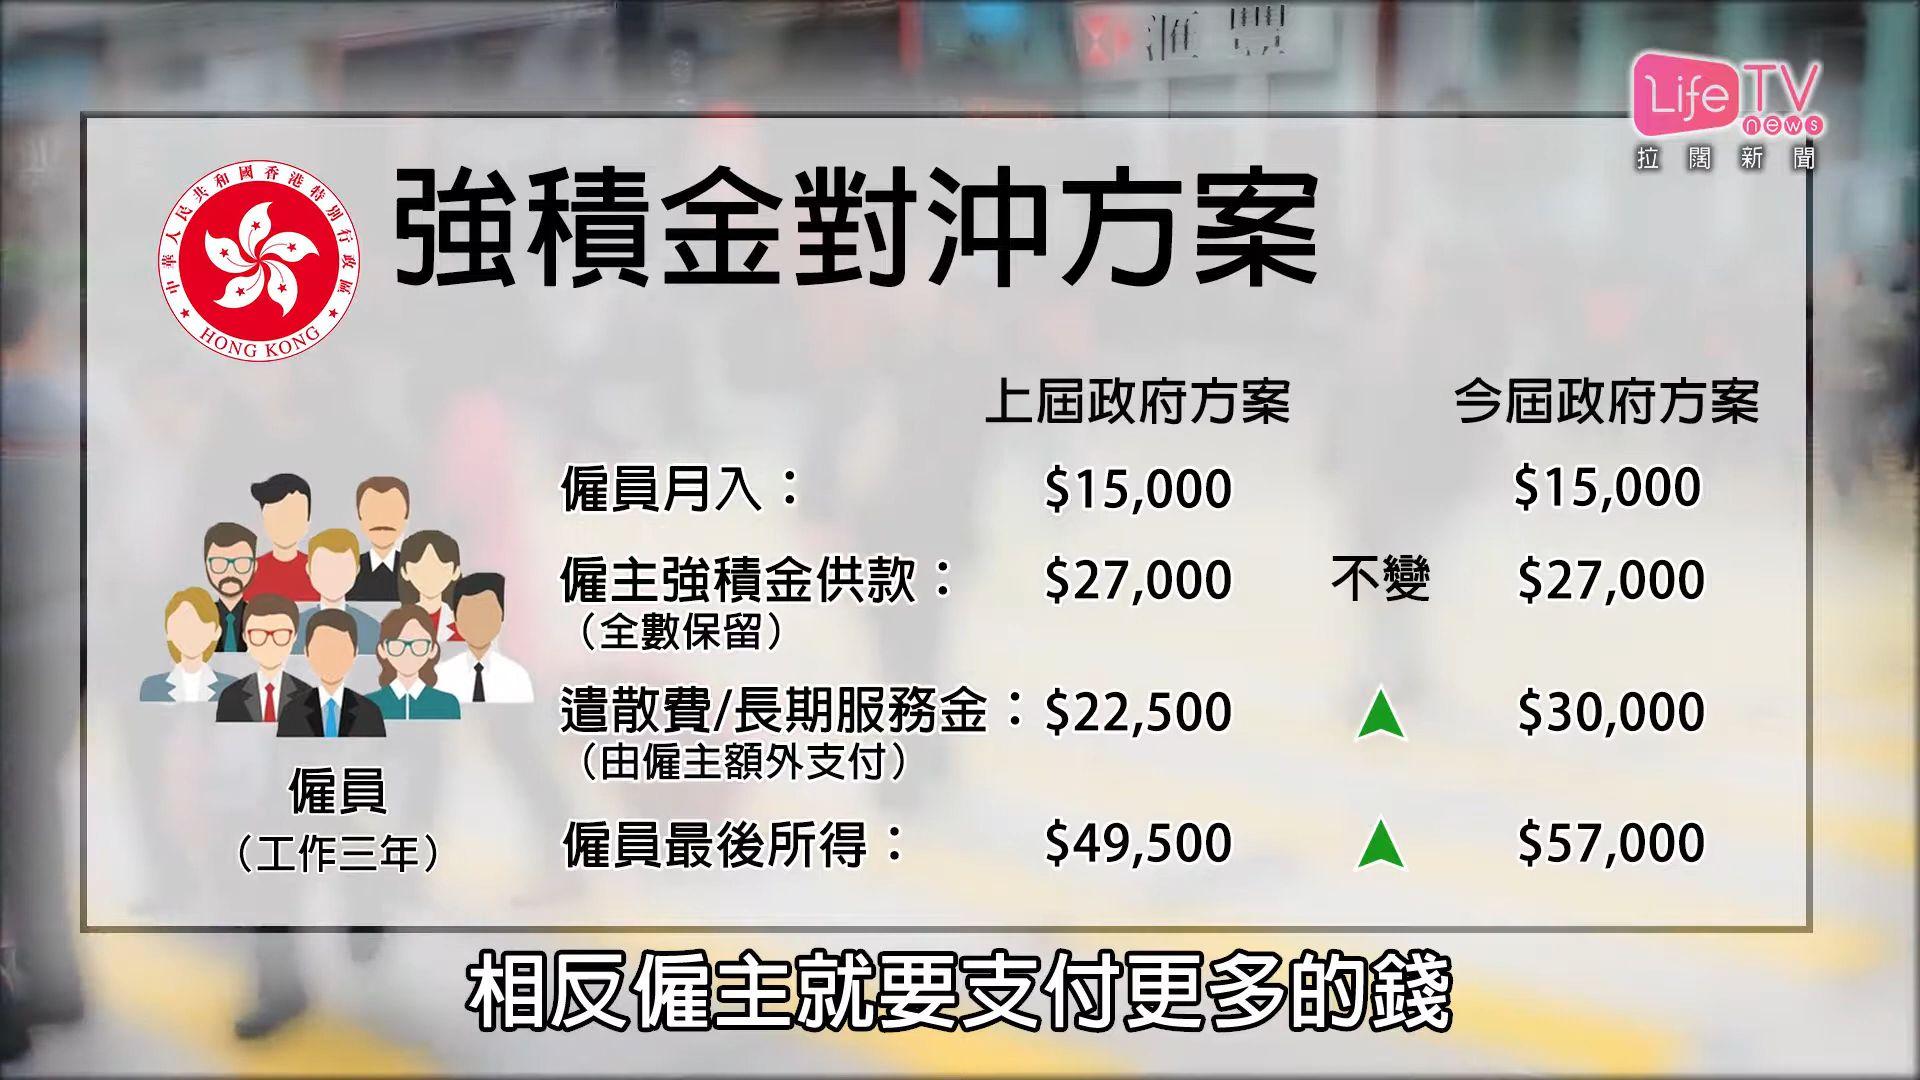 滙豐
Life TV
news
拉闊新聞
中華人民共和國香港特別行政區
HONG KONG
強積金對沖方案
上屆政府方案 今屆政府方案
僱員月入： $15,000 $15,000
僱主強積金供款： $27,000 不變 $27,000
（全數保留）
遣散費/長期服務金： $22,500 $30,000
（由僱主額外支付）
僱員最後所得： $49,500 $57,000
僱員
（工作三年）
相反僱主就要支付更多的錢